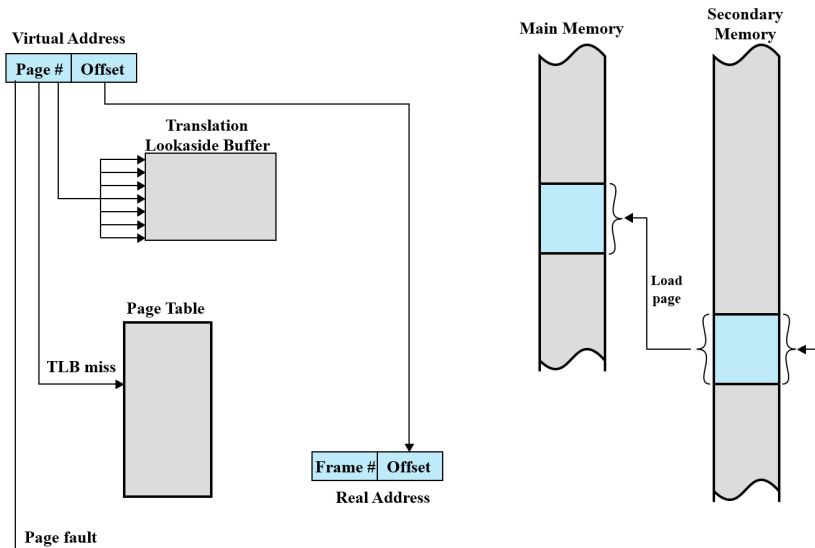 Virtual Address
Page #
Offset
Translation
Lookaside Buffer
Page Table
TLB miss
Frame #
Offset
Real Address
Page fault
Main Memory
Secondary
Memory
Load
page